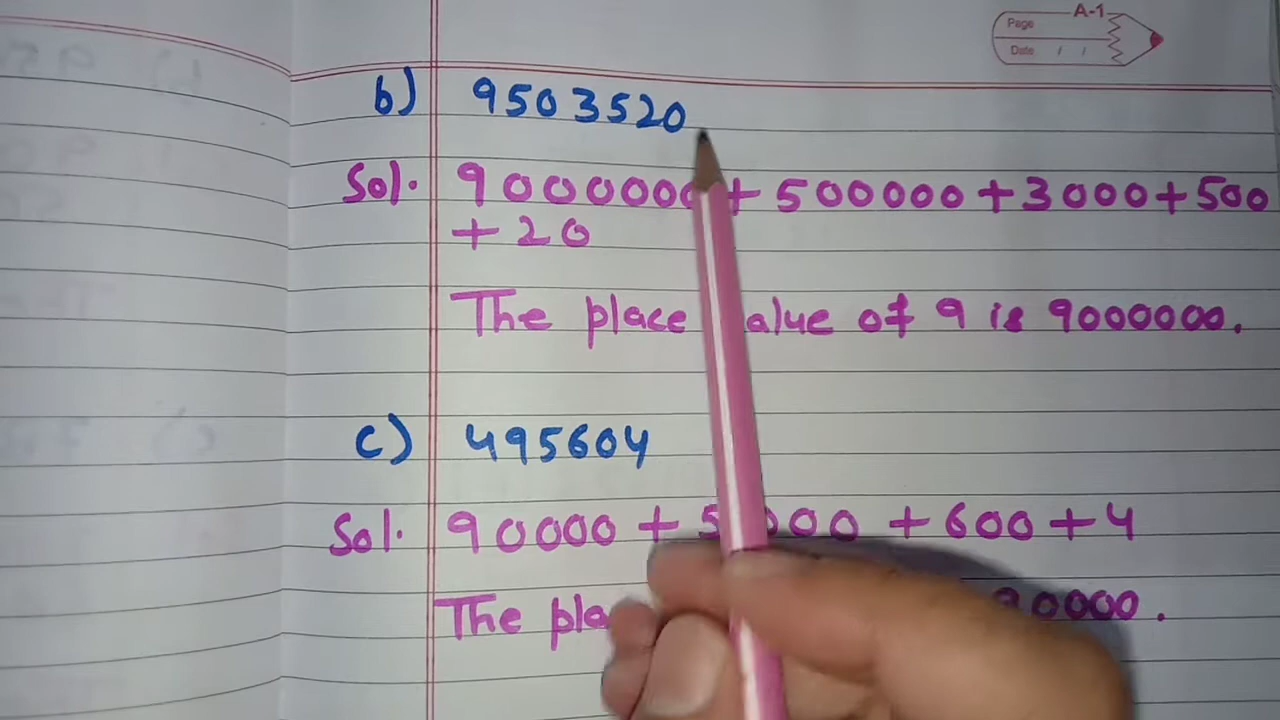 A-1
Page
Date / /
b) 9503520
Sol. 9000000 + 500000 + 3000 + 500
+ 20
The place of 9 is 9000000.
c) 495604
Sol. 90000 + + 600 + 4
The